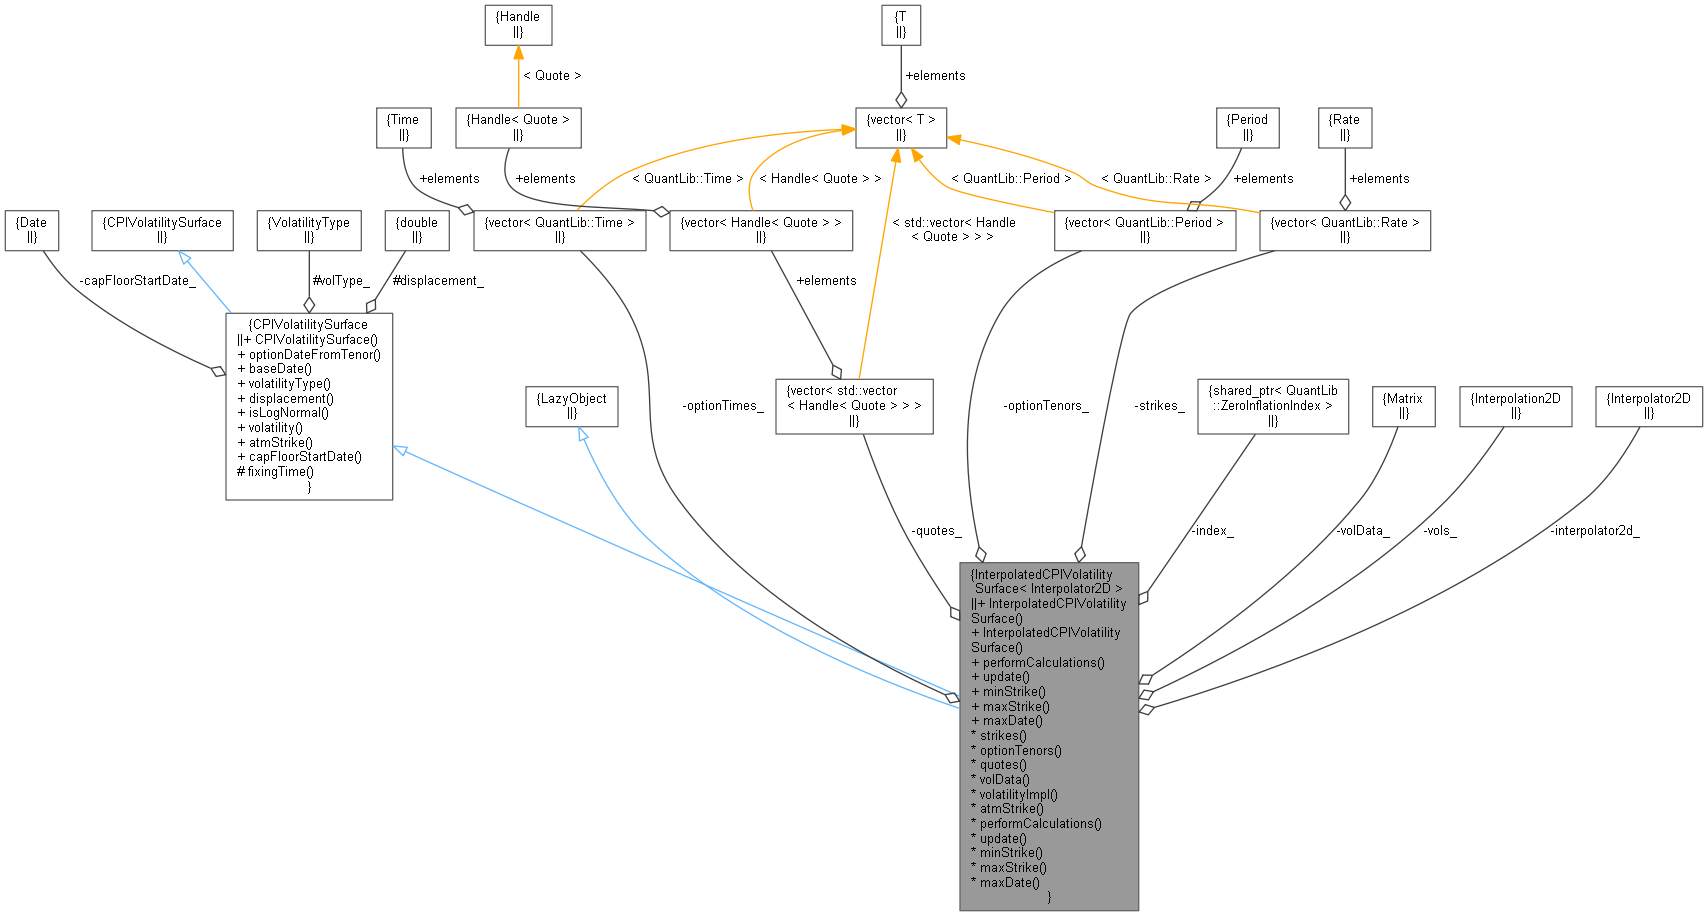 {Handle
||}
{T
||}
< Quote >
+elements
{Time
||}
{Handle< Quote >
||}
{vector< T >
||}
{Period
||}
{Rate
||}
+elements
+elements
< QuantLib::Time >
< Handle< Quote > >
< QuantLib::Period >
+elements
< QuantLib::Rate >
+elements
{Date
||}
{CPIVolatilitySurface
||}
{VolatilityType
||}
{double
||}
{vector< QuantLib::Time >
||}
{vector< Handle< Quote > >
||}
< std::vector< Handle
< Quote > > >
{vector< QuantLib::Period >
||}
{vector< QuantLib::Rate >
||}
-capFloorStartDate_
#volType_
#displacement_
+elements
{CPIVolatilitySurface
||+ CPIVolatilitySurface()
+ optionDateFromTenor()
+ baseDate()
+ volatilityType()
+ displacement()
+ isLogNormal()
+ volatility()
+ atmStrike()
+ capFloorStartDate()
# fixingTime()
}
{LazyObject
||}
-optionTimes_
{vector< std::vector
< Handle< Quote > > >
||}
-optionTenors_
-strikes_
{shared_ptr< QuantLib
::ZeroInflationIndex >
||}
{Matrix
||}
{Interpolation2D
||}
{Interpolator2D
||}
-quotes_
-index_
-volData_
-vols_
-interpolator2d_
{InterpolatedCPIVolatility
Surface< Interpolator2D >
||+ InterpolatedCPIVolatility
Surface()
+ InterpolatedCPIVolatility
Surface()
+ performCalculations()
+ update()
+ minStrike()
+ maxStrike()
+ maxDate()
* strikes()
* optionTenors()
* quotes()
* volData()
* volatilityImpl()
* atmStrike()
* performCalculations()
* update()
* minStrike()
* maxStrike()
* maxDate()
}